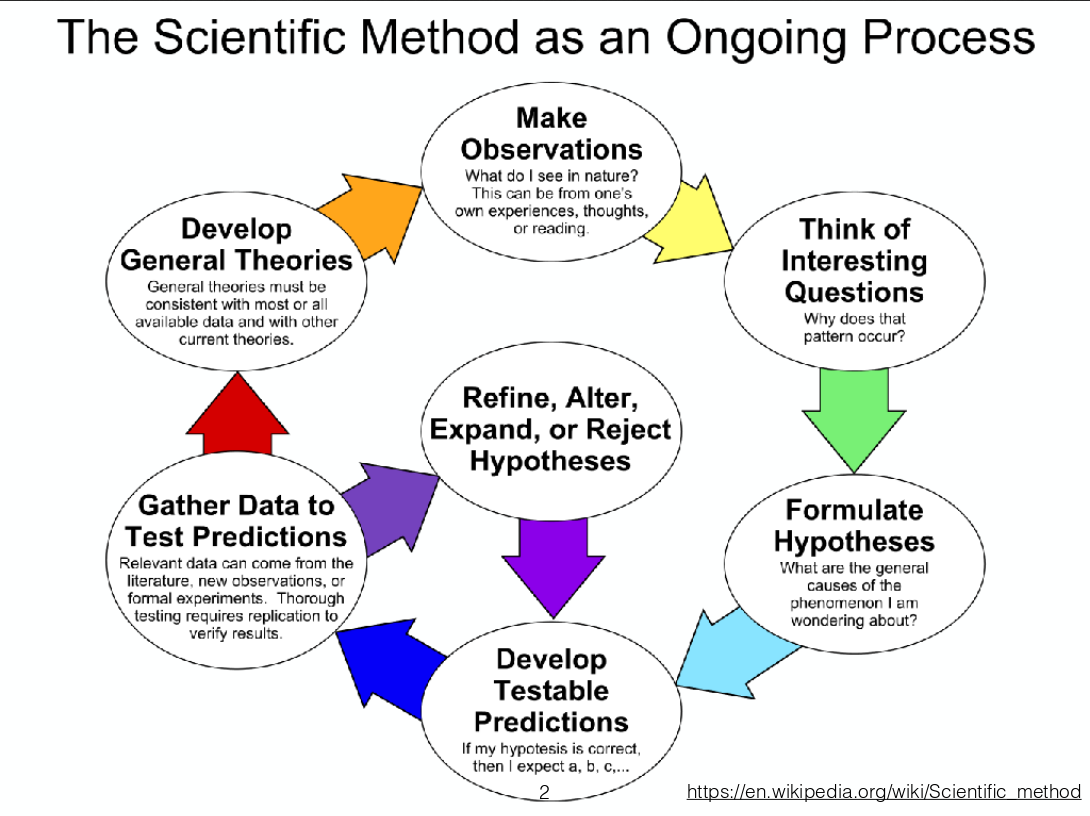 The Scientific Method as an Ongoing Process
Make
Observations
What do I see in nature?
This can be from one's
own experiences, thoughts,
or reading.
Think of
Interesting
Questions
Why does that
pattern occur?
Formulate
Hypotheses
What are the general
causes of the
phenomenon I am
wondering about?
Develop
Testable
Predictions
If my hypotesis is correct,
then I expect a, b, c,...
Gather Data to
Test Predictions
Relevant data can come from the
literature, new observations, or
formal experiments. Thorough
testing requires replication to
verify results.
Refine, Alter,
Expand, or Reject
Hypotheses
Develop
General Theories
General theories must be
consistent with most or all
available data and with other
current theories.
2
https://en.wikipedia.org/wiki/Scientific_method